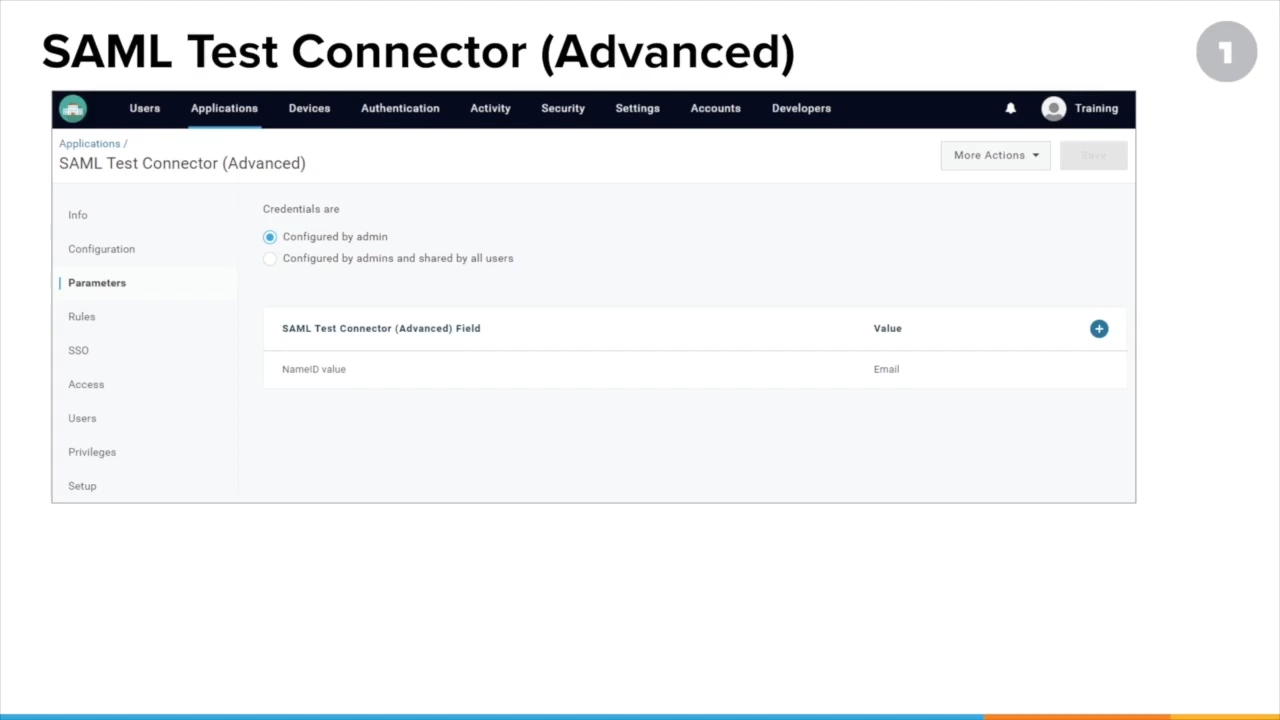 SAML Test Connector (Advanced)
1
Users Applications Devices Authentication Activity Security Settings Accounts Developers Training
Applications /
SAML Test Connector (Advanced)
More Actions Save
Info
Configuration
Parameters
Rules
SSO
Access
Users
Privileges
Setup
Credentials are
Configured by admin
Configured by admins and shared by all users
SAML Test Connector (Advanced) Field Value
NameID value Email